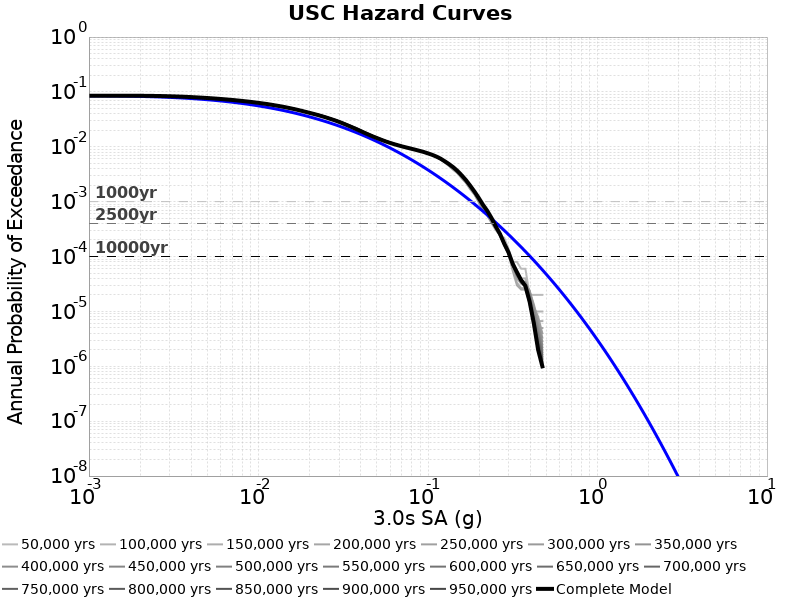 USC Hazard Curves
Annual Probability of Exceedance
10^0
10^-1
10^-2
10^-3
10^-4
10^-5
10^-6
10^-7
10^-8
1000yr
2500yr
10000yr
10^-3 10^-2 10^-1 10^0 10^1
3.0s SA (g)
50,000 yrs 100,000 yrs 150,000 yrs 200,000 yrs 250,000 yrs 300,000 yrs 350,000 yrs
400,000 yrs 450,000 yrs 500,000 yrs 550,000 yrs 600,000 yrs 650,000 yrs 700,000 yrs
750,000 yrs 800,000 yrs 850,000 yrs 900,000 yrs 950,000 yrs Complete Model